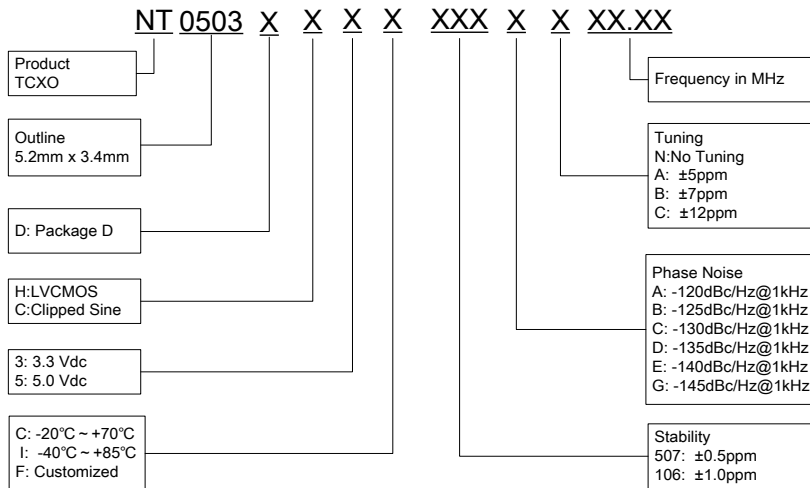 NT 0503 X X X X XXX X X XX.XX
Product
TCXO
Outline
5.2mm x 3.4mm
D: Package D
H:LVCMOS
C:Clipped Sine
3: 3.3 Vdc
5: 5.0 Vdc
C: -20℃ ~ +70℃
I: -40℃ ~ +85℃
F: Customized
Frequency in MHz
Tuning
N:No Tuning
A: ±5ppm
B: ±7ppm
C: ±12ppm
Phase Noise
A: -120dBc/Hz@1kHz
B: -125dBc/Hz@1kHz
C: -130dBc/Hz@1kHz
D: -135dBc/Hz@1kHz
E: -140dBc/Hz@1kHz
G: -145dBc/Hz@1kHz
Stability
507: ±0.5ppm
106: ±1.0ppm